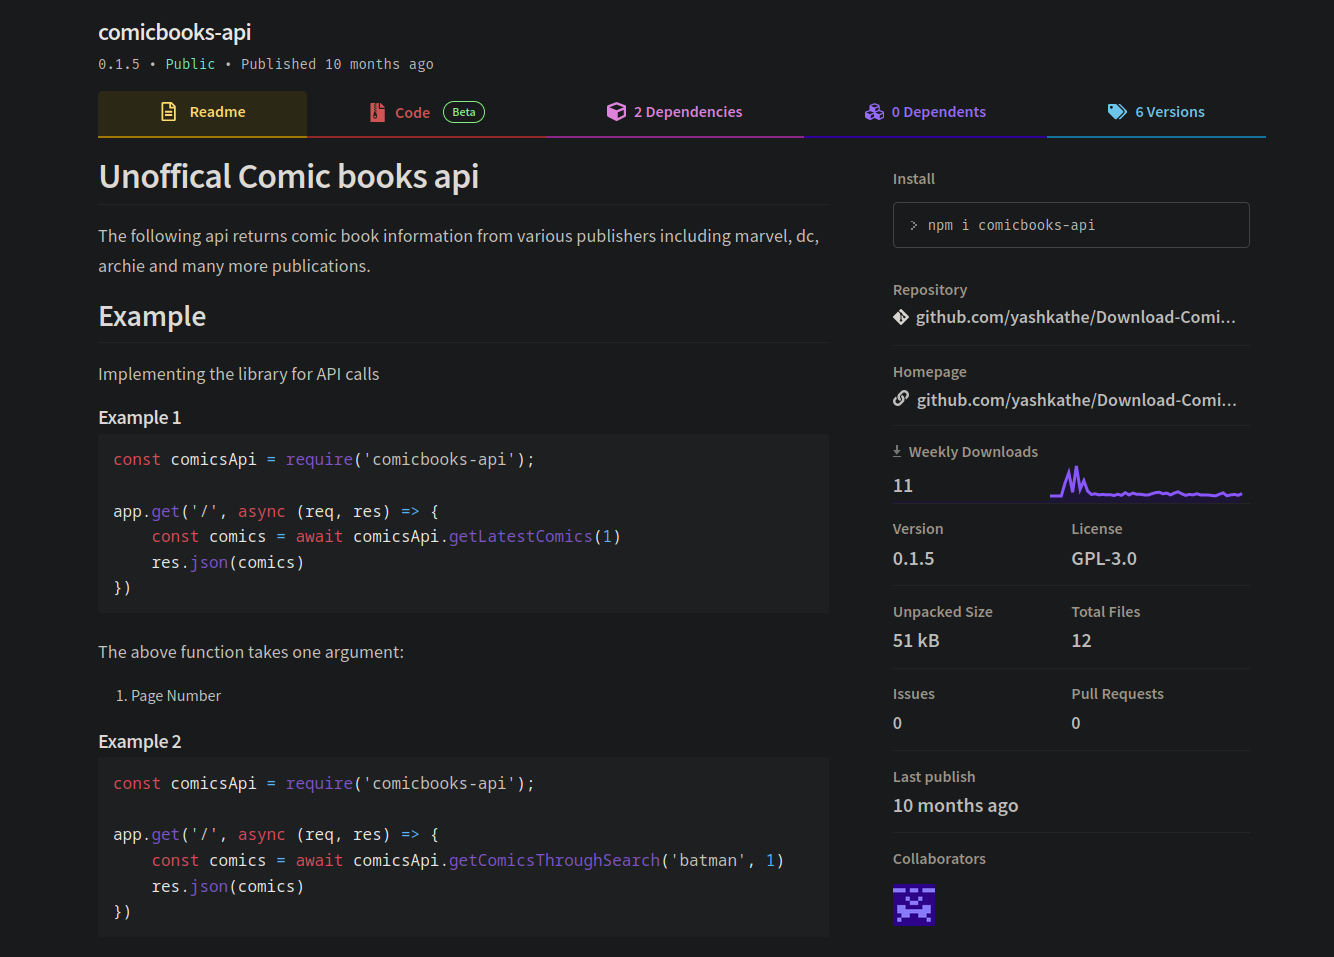 comicbooks-api
0.1.5 • Public • Published 10 months ago
Readme
Code Beta
2 Dependencies
0 Dependents
6 Versions
Unoffical Comic books api
The following api returns comic book information from various publishers including marvel, dc,
archie and many more publications.
Example
Implementing the library for API calls
Example 1
const comicsApi = require('comicbooks-api');
app.get('/', async (req, res) => {
    const comics = await comicsApi.getLatestComics(1)
    res.json(comics)
})
The above function takes one argument:
1. Page Number
Example 2
const comicsApi = require('comicbooks-api');
app.get('/', async (req, res) => {
    const comics = await comicsApi.getComicsThroughSearch('batman', 1)
    res.json(comics)
})
Install
> npm i comicbooks-api
Repository
github.com/yashkathe/Download-Comi...
Homepage
github.com/yashkathe/Download-Comi...
Weekly Downloads
11
Version
0.1.5
License
GPL-3.0
Unpacked Size
51 kB
Total Files
12
Issues
0
Pull Requests
0
Last publish
10 months ago
Collaborators